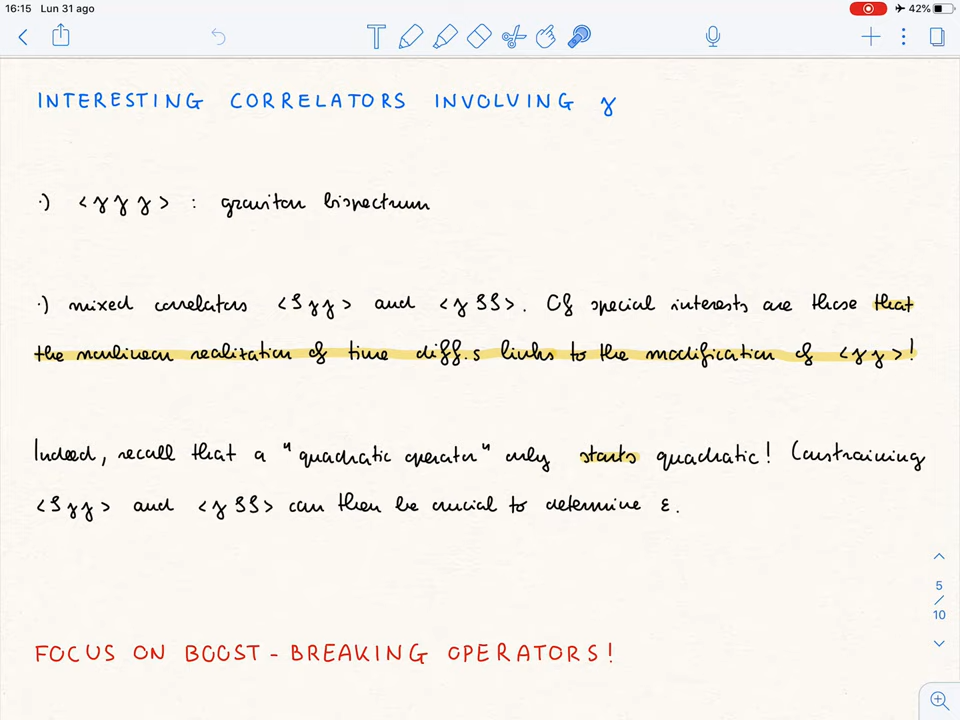 16:15 Lun 31 ago
42%
INTERESTING CORRELATORS INVOLVING γ
·) <γγγ> : graviton bispectrum
·) mixed correlators <ζγγ> and <γζζ>. Of special interests are those that
the nonlinear realization of time diff.s links to the modification of <γγ>!
Indeed, recall that a "quadratic operator" only starts quadratic! Constraining
<ζγγ> and <γζζ> can then be crucial to determine ε.
5
/
10
FOCUS ON BOOST-BREAKING OPERATORS!